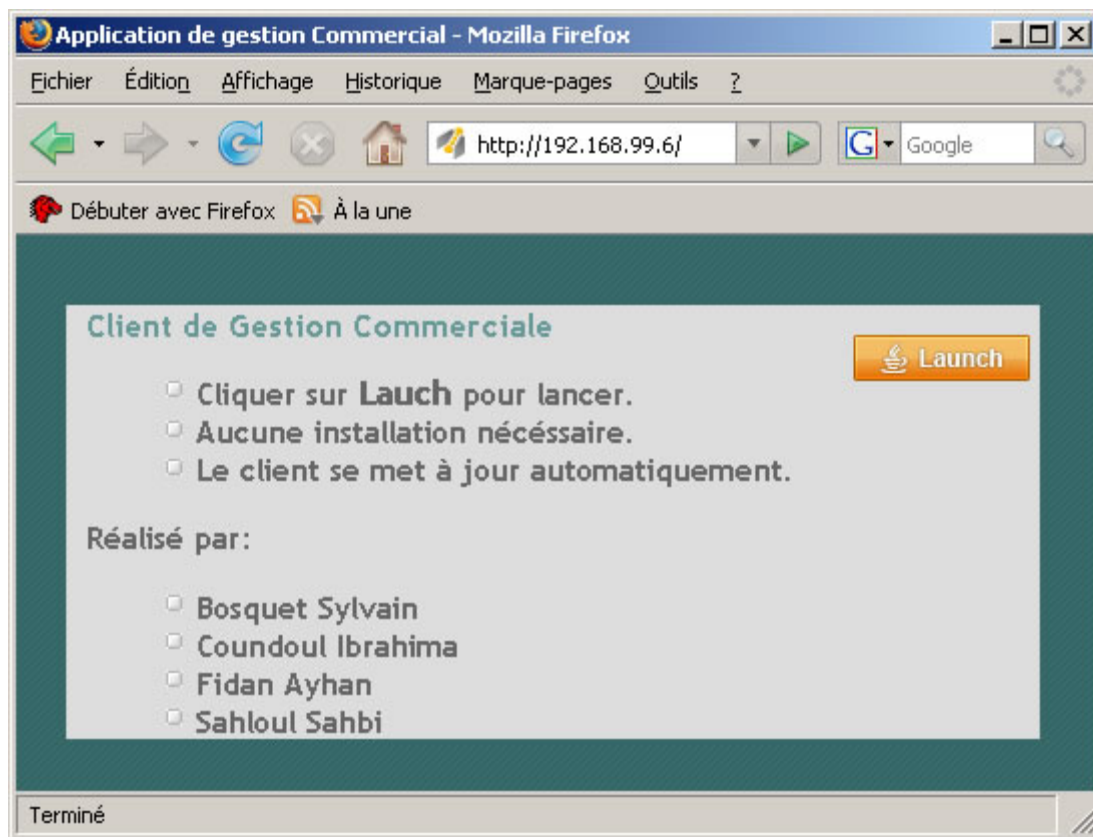 Application de gestion Commercial - Mozilla Firefox
Fichier Édition Affichage Historique Marque-pages Outils ?
http://192.168.99.6/ G Google
Débuter avec Firefox À la une
Client de Gestion Commerciale
Launch
Cliquer sur Lauch pour lancer.
Aucune installation nécéssaire.
Le client se met à jour automatiquement.
Réalisé par:
Bosquet Sylvain
Coundoul Ibrahima
Fidan Ayhan
Sahloul Sahbi
Terminé